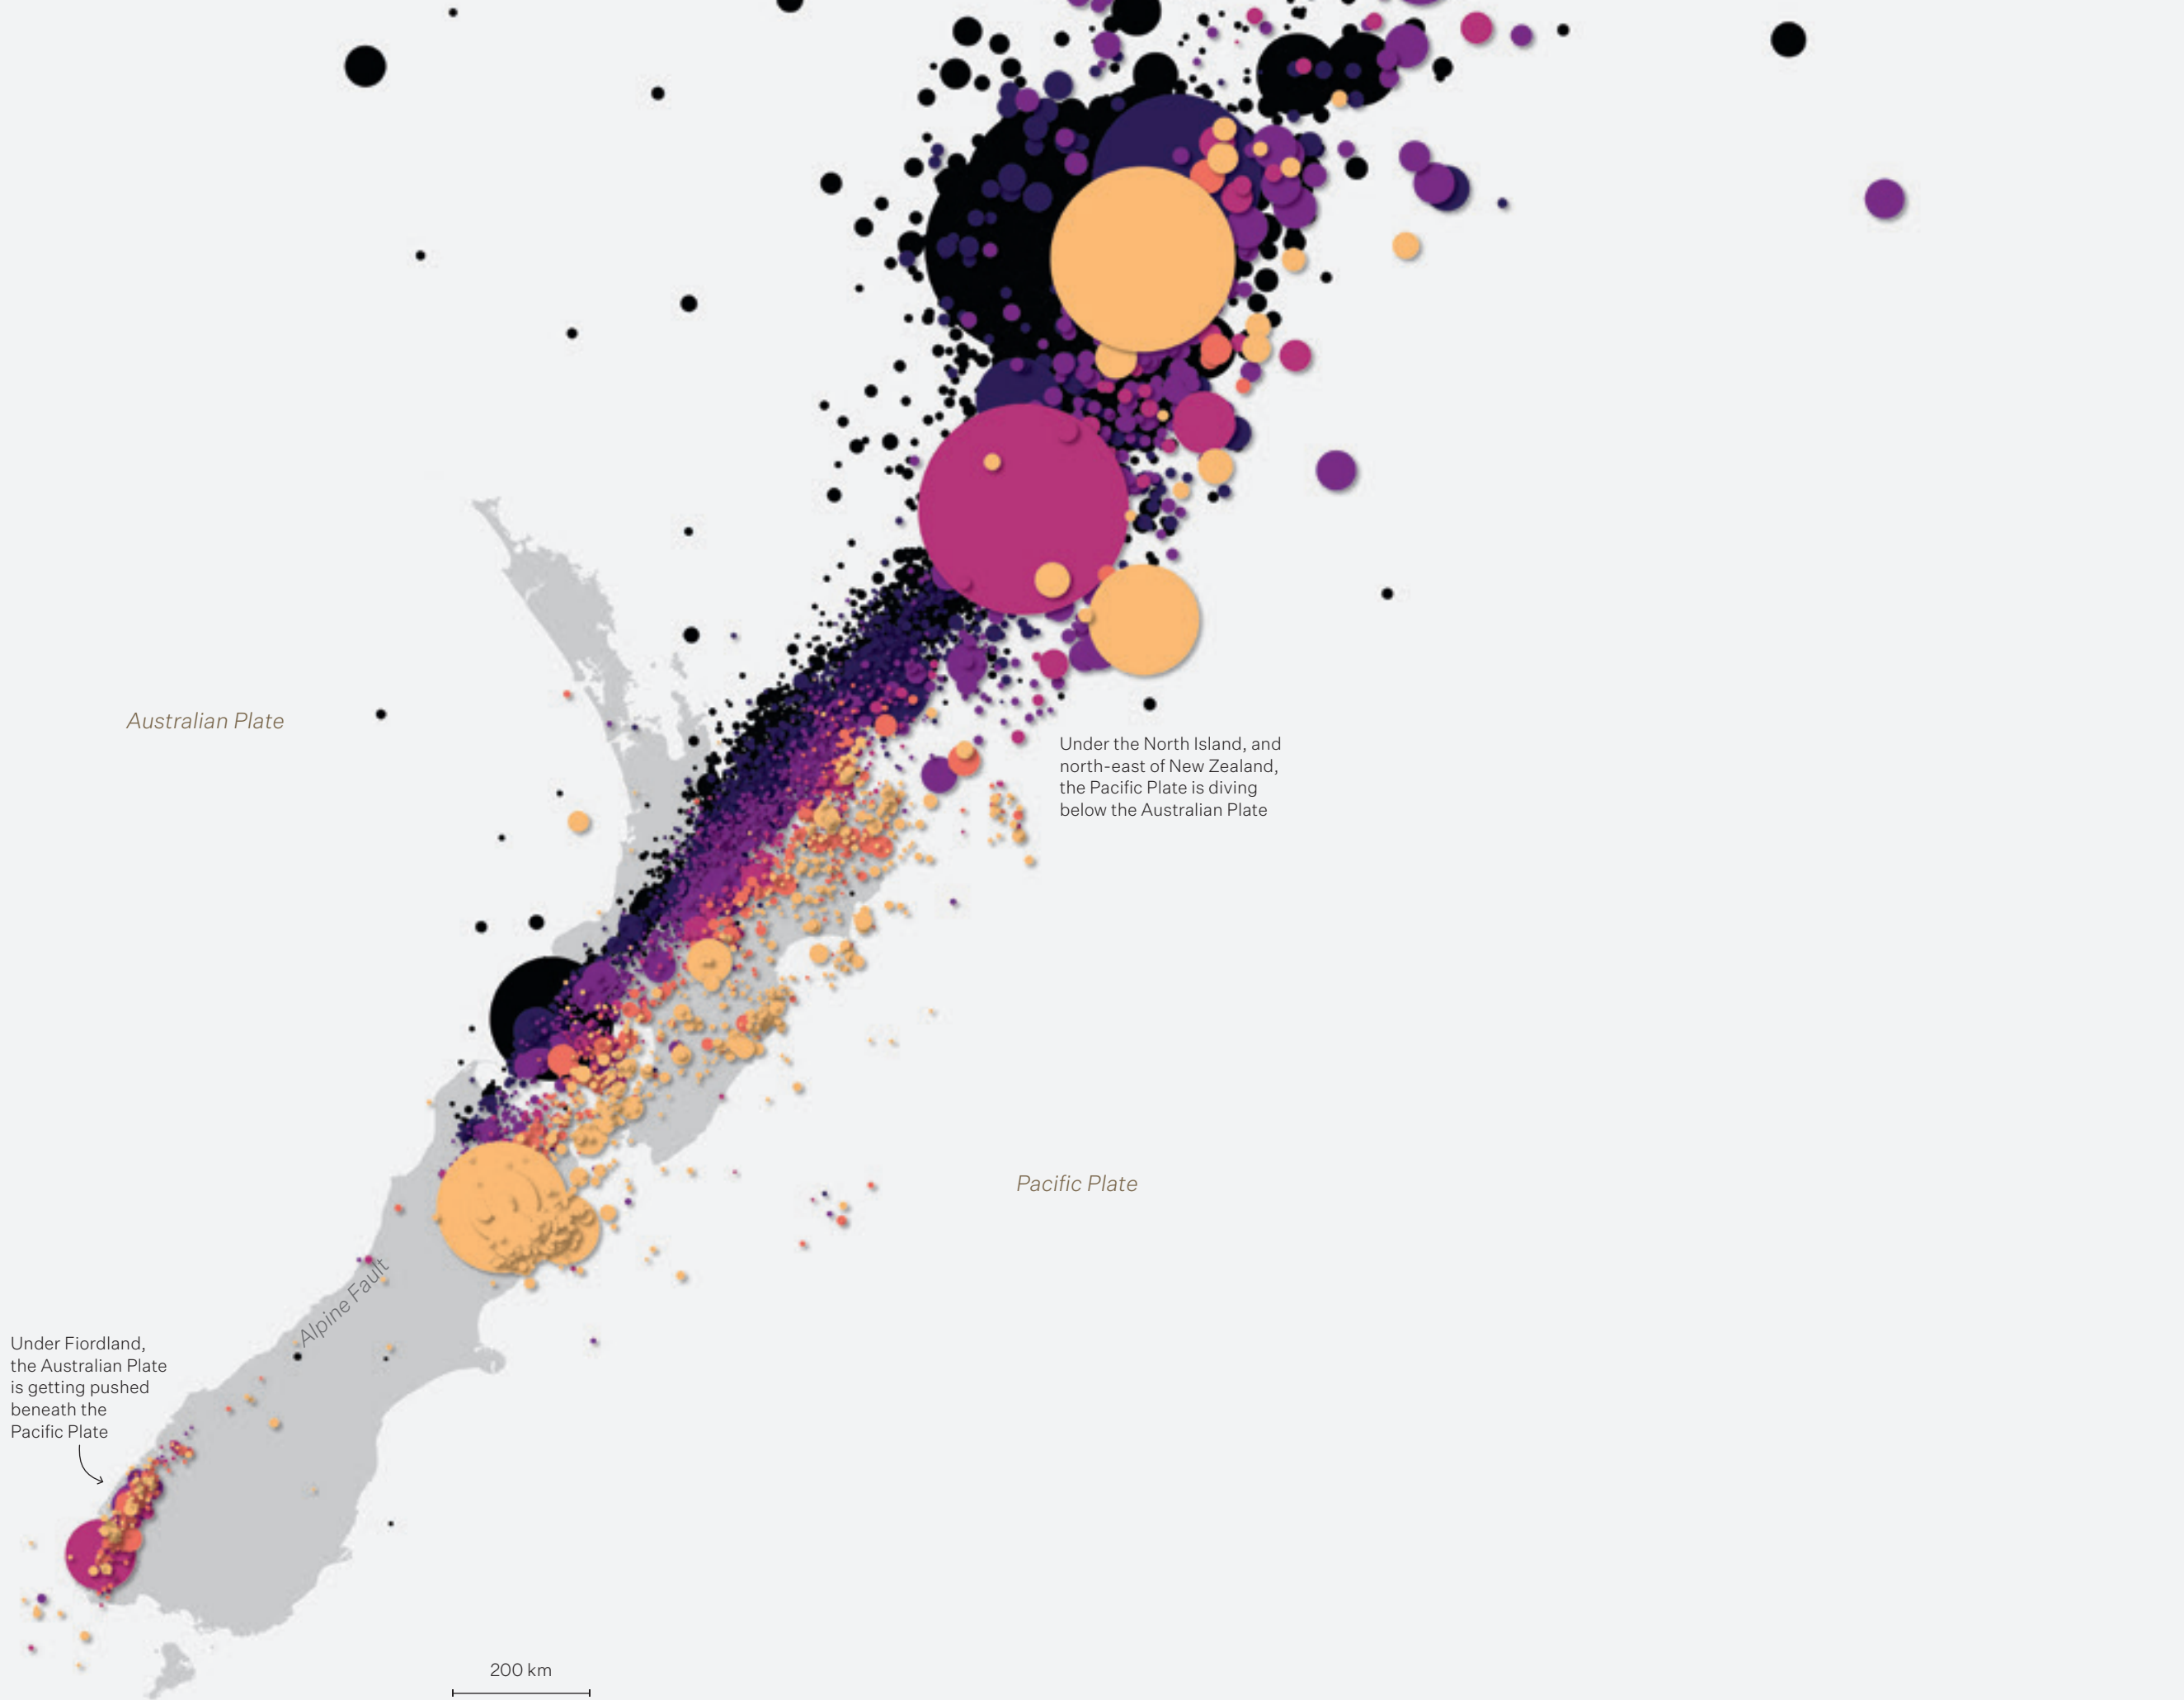 Australian Plate
Under the North Island, and
north-east of New Zealand,
the Pacific Plate is diving
below the Australian Plate
Pacific Plate
Alpine Fault
Under Fiordland,
the Australian Plate
is getting pushed
beneath the
Pacific Plate
200 km